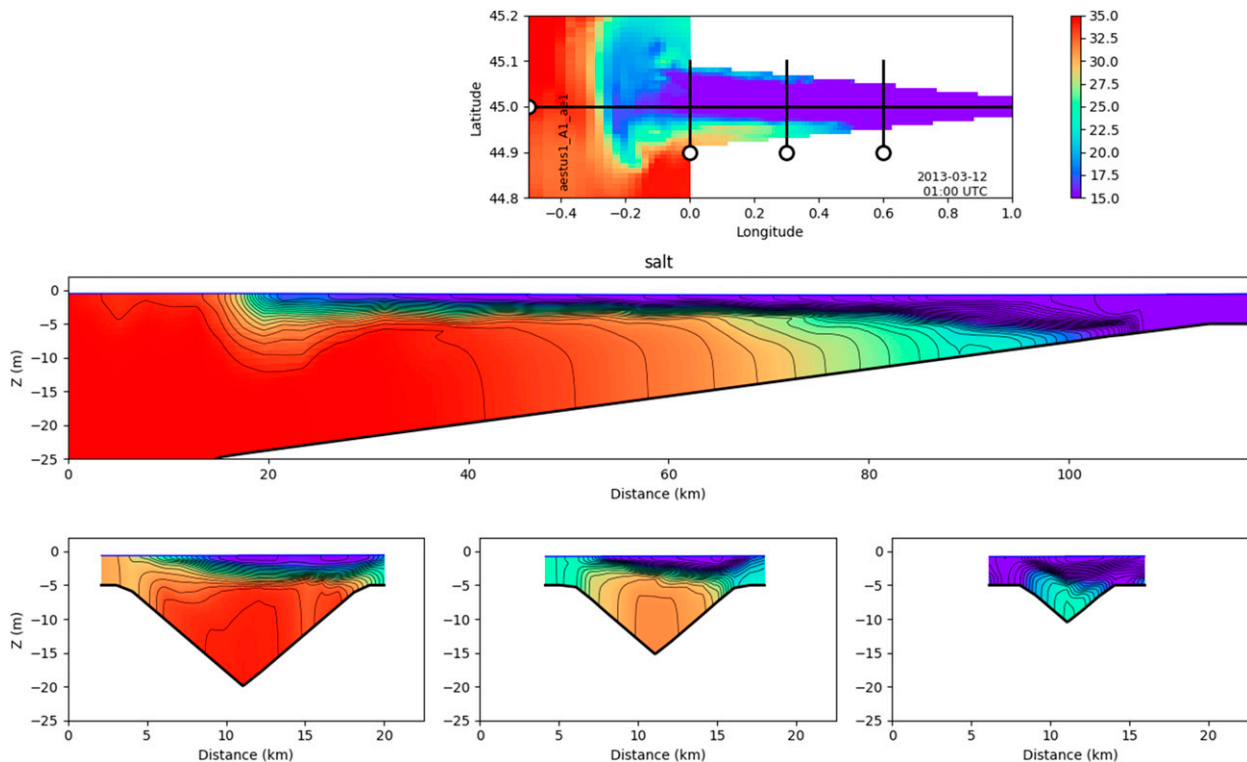 45.2
45.1
45.0
44.9
44.8
Latitude
aestus1_A1_ae1
2013-03-12
01:00 UTC
−0.4 −0.2 0.0 0.2 0.4 0.6 0.8 1.0
Longitude
35.0
32.5
30.0
27.5
25.0
22.5
20.0
17.5
15.0
salt
0
−5
−10
−15
−20
−25
Z (m)
0 20 40 60 80 100
Distance (km)
0
−5
−10
−15
−20
−25
Z (m)
0 5 10 15 20
Distance (km)
0
−5
−10
−15
−20
−25
0 5 10 15 20
Distance (km)
0
−5
−10
−15
−20
−25
0 5 10 15 20
Distance (km)